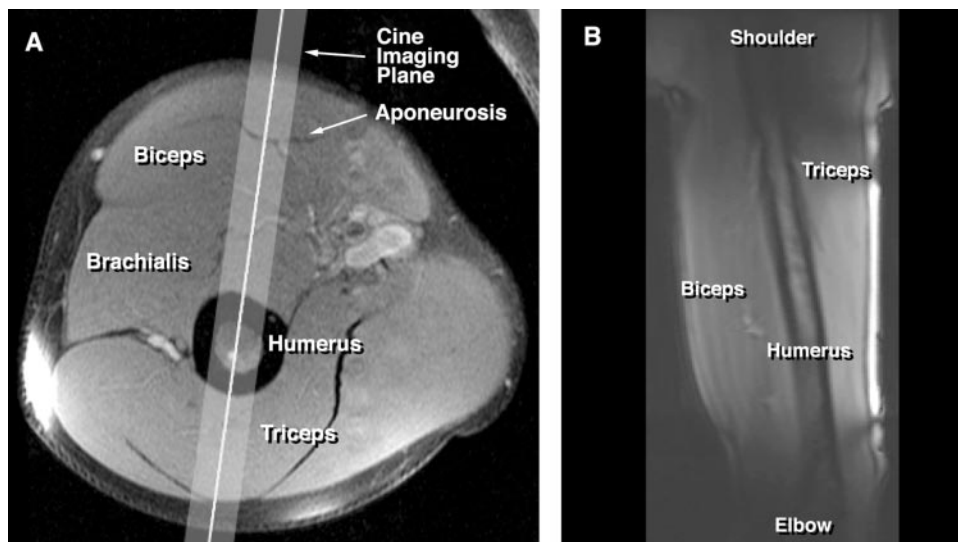 A
Cine
Imaging
Plane
Aponeurosis
Biceps
Brachialis
Humerus
Triceps
B
Shoulder
Triceps
Biceps
Humerus
Elbow